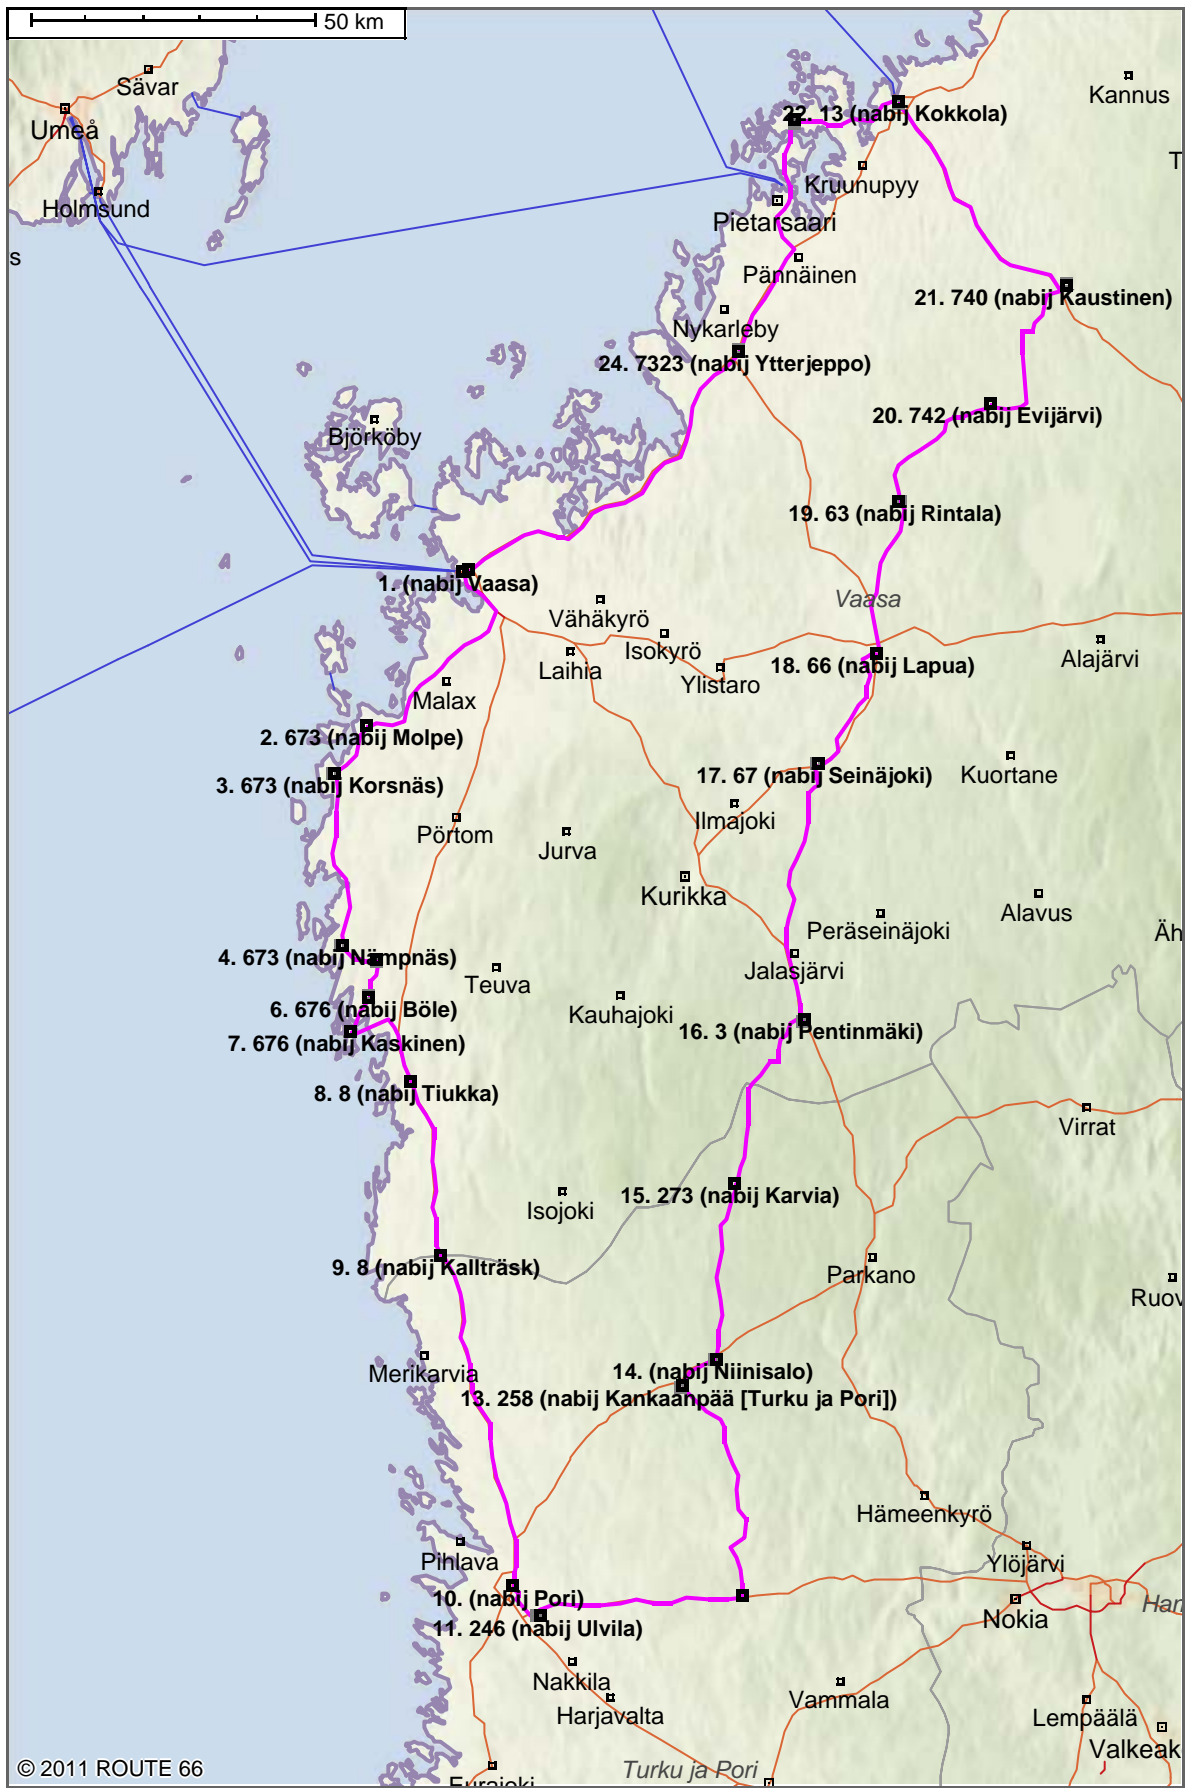 50 km
Sävar
Kannus
Umeå
22. 13 (nabij Kokkola)
T
Kruunupyy
Holmsund
Pietarsaari
s
Pännäinen
21. 740 (nabij Kaustinen)
Nykarleby
24. 7323 (nabij Ytterjeppo)
20. 742 (nabij Evijärvi)
Björköby
19. 63 (nabij Rintala)
1. (nabij Vaasa)
Vaasa
Vähäkyrö
Isokyrö
Alajärvi
Laihia
18. 66 (nabij Lapua)
Ylistaro
Malax
2. 673 (nabij Molpe)
17. 67 (nabij Seinäjoki)
Kuortane
3. 673 (nabij Korsnäs)
Ilmajoki
Pörtom
Jurva
Kurikka
Alavus
Peräseinäjoki
Äh
4. 673 (nabij Nämpnäs)
Jalasjärvi
Teuva
6. 676 (nabij Böle)
Kauhajoki
16. 3 (nabij Pentinmäki)
7. 676 (nabij Kaskinen)
8. 8 (nabij Tiukka)
Virrat
15. 273 (nabij Karvia)
Isojoki
9. 8 (nabij Kallträsk)
Parkano
Ruov
Merikarvia
14. (nabij Niinisalo)
13. 258 (nabij Kankaanpää [Turku ja Pori])
Hämeenkyrö
Pihlava
Ylöjärvi
10. (nabij Pori)
Han
Nokia
11. 246 (nabij Ulvila)
Nakkila
Vammala
Harjavalta
Lempäälä
Valkeak
© 2011 ROUTE 66
Turku ja Pori
Eurajoki